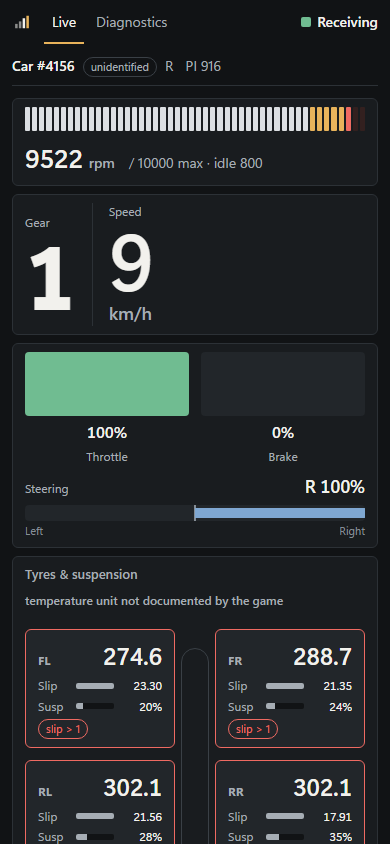 Live Diagnostics Receiving
Car #4156 unidentified R PI 916
9522 rpm / 10000 max · idle 800
Gear
1
Speed
9
km/h
100%
Throttle
0%
Brake
Steering R 100%
Left Right
Tyres & suspension
temperature unit not documented by the game
FL 274.6
Slip 23.30
Susp 20%
slip > 1
FR 288.7
Slip 21.35
Susp 24%
slip > 1
RL 302.1
Slip 21.56
Susp 28%
RR 302.1
Slip 17.91
Susp 35%